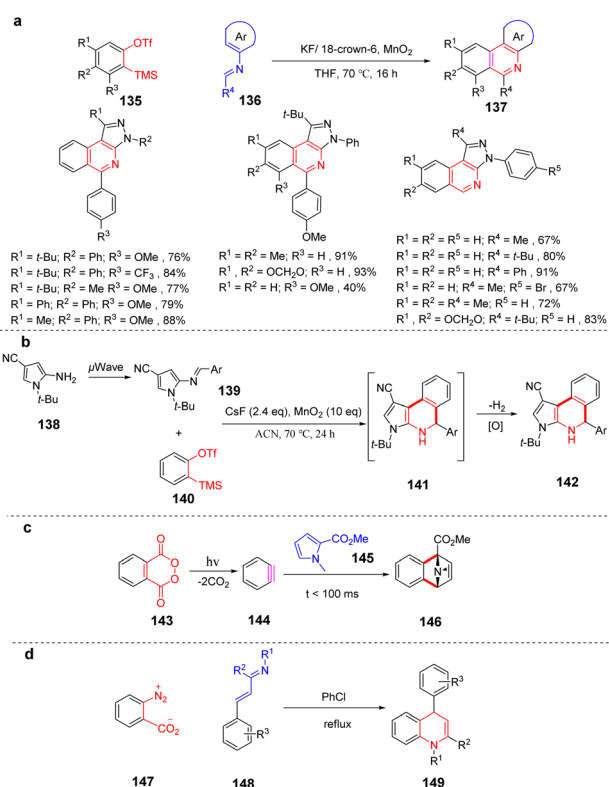 a
R¹
OTf
R²
TMS
R³
135
Ar
N
R⁴
136
KF/ 18-crown-6, MnO₂
THF, 70 ℃, 16 h
R¹
Ar
R²
N
R³
R⁴
137
R¹
N
N
R²
N
R³
R¹ = t-Bu; R² = Ph; R³ = OMe , 76%
R¹ = t-Bu; R² = Ph; R³ = CF₃ , 84%
R¹ = t-Bu; R² = Me R³ = OMe , 77%
R¹ = Ph; R² = Ph; R³ = OMe , 79%
R¹ = Me; R² = Ph; R³ = OMe , 88%
t-Bu
R¹
N
N
Ph
R²
R³
N
OMe
R¹ = R² = Me; R³ = H, 91%
R¹ , R² = OCH₂O; R³ = H , 93%
R¹ = R² = H; R³ = OMe , 40%
R⁴
R¹
N
N
R⁵
R²
N
R¹ = R² = R⁵ = H; R⁴ = Me, 67%
R¹ = R² = R⁵ = H; R⁴ = t-Bu, 80%
R¹ = R² = R⁵ = H; R⁴ = Ph, 91%
R¹ = R² = H; R⁴ = Me; R⁵ = Br, 67%
R¹ = R² = R⁴ = Me; R⁵ = H, 72%
R¹ , R² = OCH₂O; R⁴ = t-Bu; R⁵ = H , 83%
b
NC
NH₂
N
t-Bu
138
μWave
NC
N
Ar
N
t-Bu
139
+
OTf
TMS
140
CsF (2.4 eq), MnO₂ (10 eq)
ACN, 70 ℃, 24 h
NC
N
t-Bu
N
H
Ar
141
-H₂
[O]
NC
N
t-Bu
N
H
Ar
142
c
O
O
O
O
143
hν
-2CO₂
144
CO₂Me
N
145
t < 100 ms
CO₂Me
N
146
d
N₂
+
CO₂
-
147
R¹
R²
N
R³
148
PhCl
reflux
R³
N
R²
R¹
149